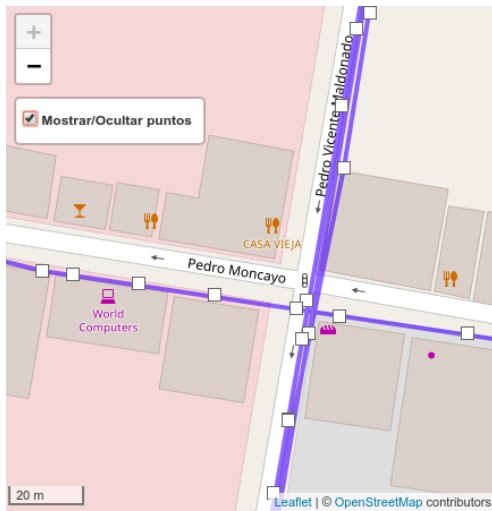 +
−
Mostrar/Ocultar puntos
Pedro Vicente Maldonado
CASA VIEJA
Pedro Moncayo
World
Computers
20 m
Leaflet | © OpenStreetMap contributors